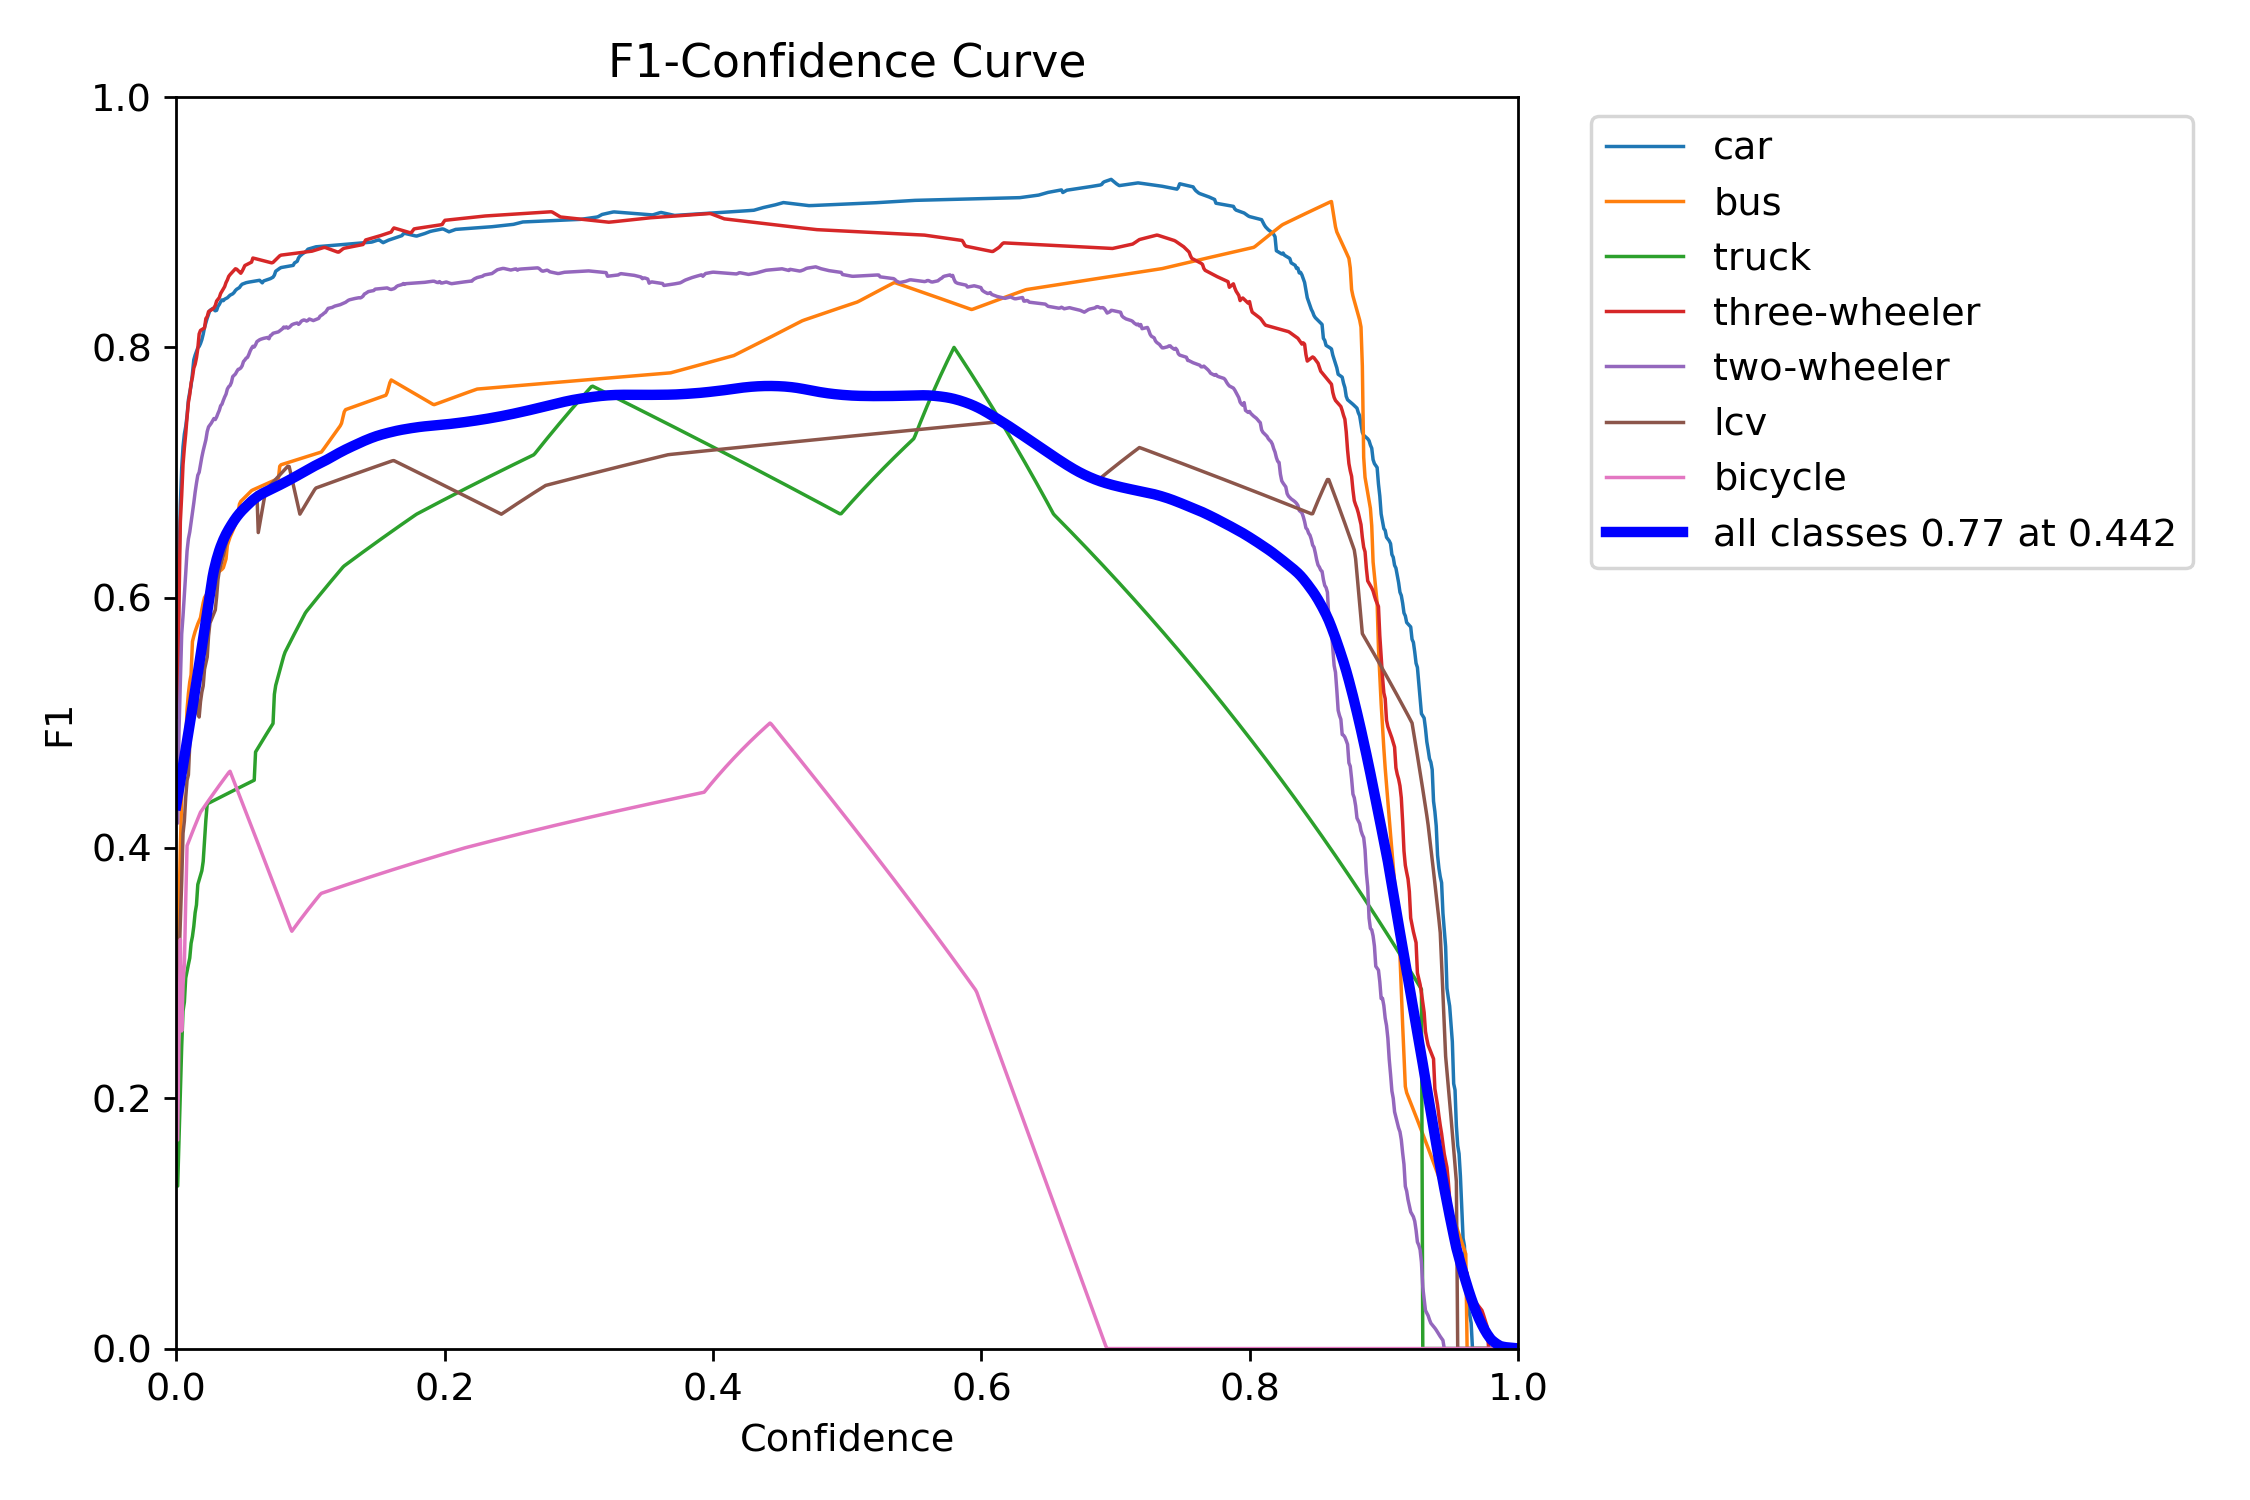 F1-Confidence Curve
1.0
0.8
0.6
0.4
0.2
0.0
F1
0.0 0.2 0.4 0.6 0.8 1.0
Confidence
car
bus
truck
three-wheeler
two-wheeler
lcv
bicycle
all classes 0.77 at 0.442